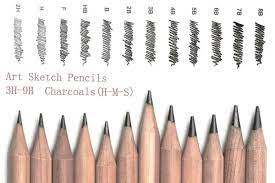 2H H F HB B 2B 3B 4B 5B 6B 7B 8B
Art Sketch Pencils
3H-9H Charcoals(H-M-S)